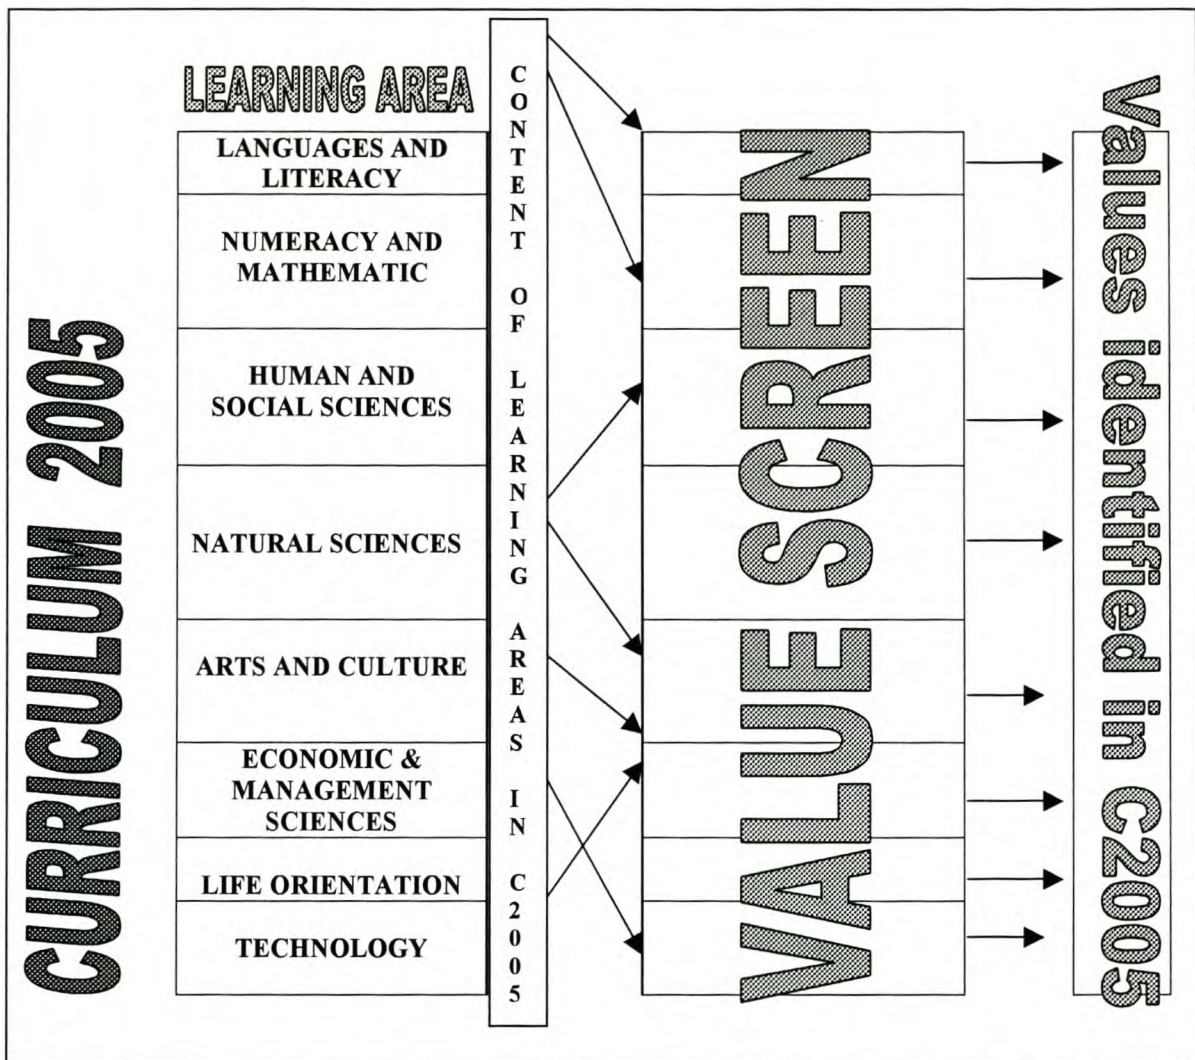 CURRICULUM 2005
LEARNING AREA
LANGUAGES AND
LITERACY
NUMERACY AND
MATHEMATIC
HUMAN AND
SOCIAL SCIENCES
NATURAL SCIENCES
ARTS AND CULTURE
ECONOMIC &
MANAGEMENT
SCIENCES
LIFE ORIENTATION
TECHNOLOGY
CONTENT OF LEARNING AREAS IN C2005
VALUE SCREEN
Values identified in C2005